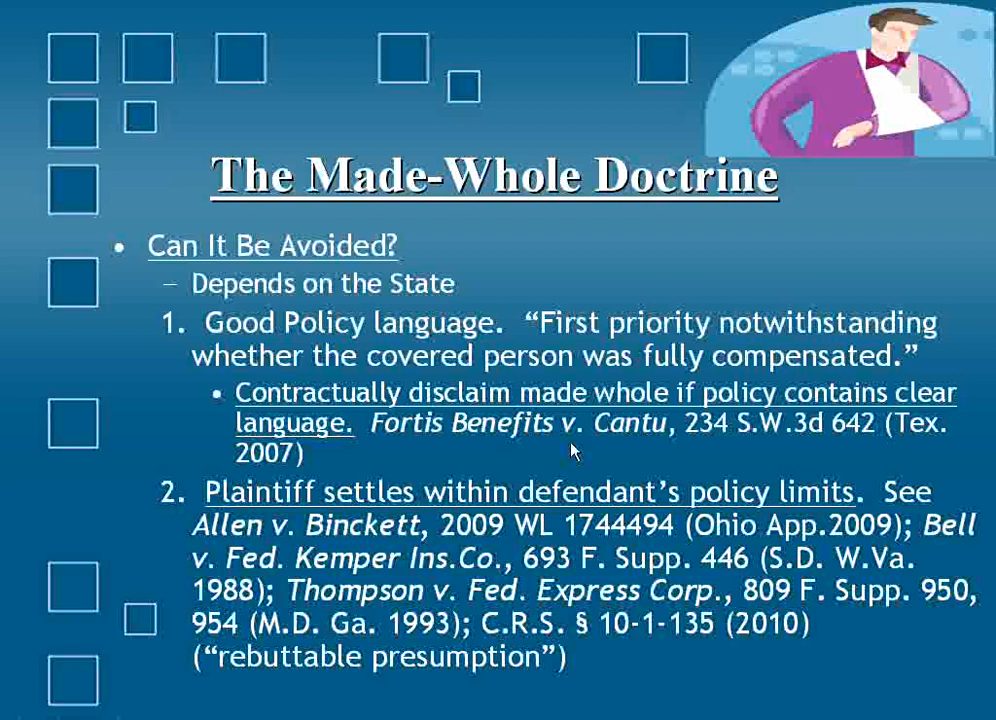 The Made-Whole Doctrine
• Can It Be Avoided?
– Depends on the State
1. Good Policy language. “First priority notwithstanding
whether the covered person was fully compensated.”
• Contractually disclaim made whole if policy contains clear
language. Fortis Benefits v. Cantu, 234 S.W.3d 642 (Tex.
2007)
2. Plaintiff settles within defendant’s policy limits. See
Allen v. Binckett, 2009 WL 1744494 (Ohio App.2009); Bell
v. Fed. Kemper Ins.Co., 693 F. Supp. 446 (S.D. W.Va.
1988); Thompson v. Fed. Express Corp., 809 F. Supp. 950,
954 (M.D. Ga. 1993); C.R.S. § 10-1-135 (2010)
(“rebuttable presumption”)